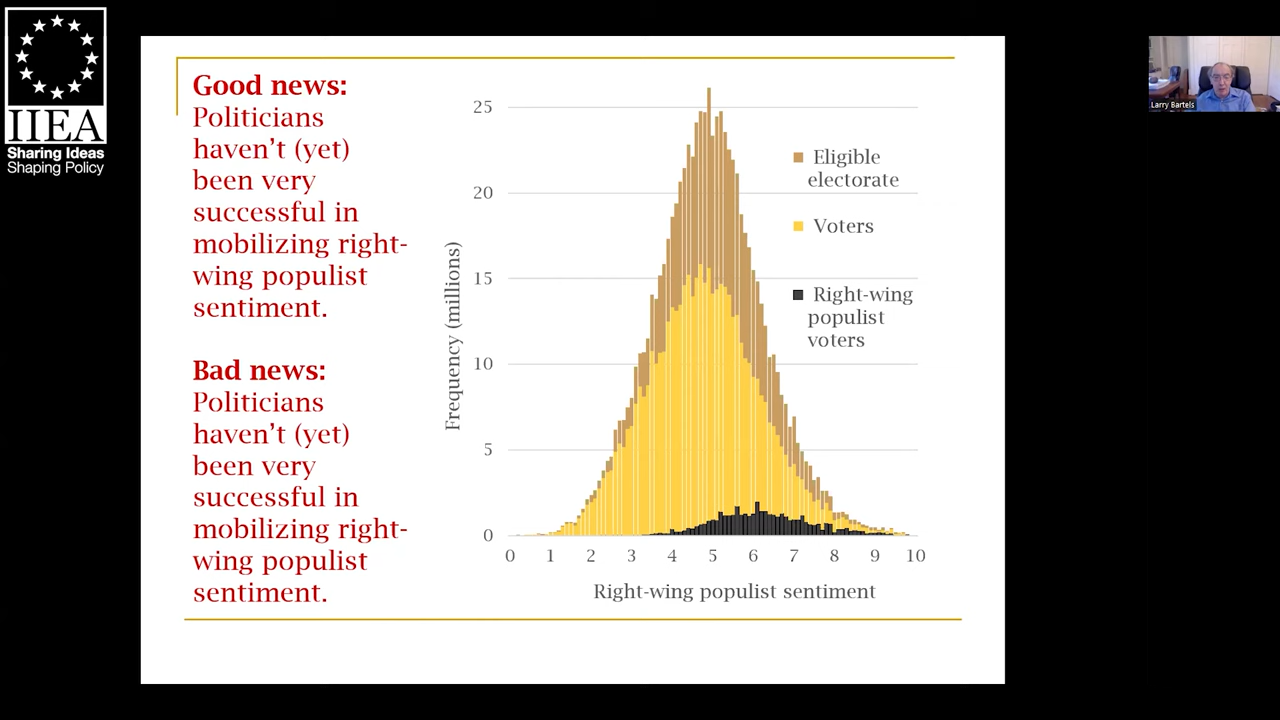 IIEA
Sharing Ideas
Shaping Policy
Good news:
Politicians
haven’t (yet)
been very
successful in
mobilizing right-
wing populist
sentiment.
Bad news:
Politicians
haven’t (yet)
been very
successful in
mobilizing right-
wing populist
sentiment.
Frequency (millions)
25
20
15
10
5
0
0 1 2 3 4 5 6 7 8 9 10
Right-wing populist sentiment
Eligible
electorate
Voters
Right-wing
populist
voters
Larry Bartels